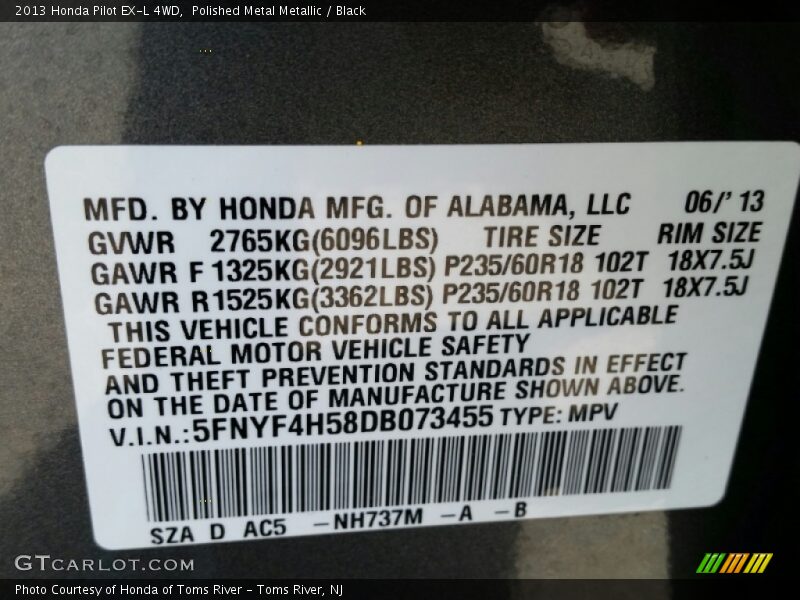 2013 Honda Pilot EX-L 4WD,  Polished Metal Metallic / Black
MFD. BY HONDA MFG. OF ALABAMA, LLC 06/' 13
GVWR 2765KG(6096LBS) TIRE SIZE RIM SIZE
GAWR F 1325KG(2921LBS) P235/60R18 102T 18X7.5J
GAWR R 1525KG(3362LBS) P235/60R18 102T 18X7.5J
THIS VEHICLE CONFORMS TO ALL APPLICABLE
FEDERAL MOTOR VEHICLE SAFETY
AND THEFT PREVENTION STANDARDS IN EFFECT
ON THE DATE OF MANUFACTURE SHOWN ABOVE.
V.I.N.:5FNYF4H58DB073455 TYPE: MPV
SZA D AC5 -NH737M -A -B
GTCARLOT.COM
Photo Courtesy of Honda of Toms River - Toms River, NJ